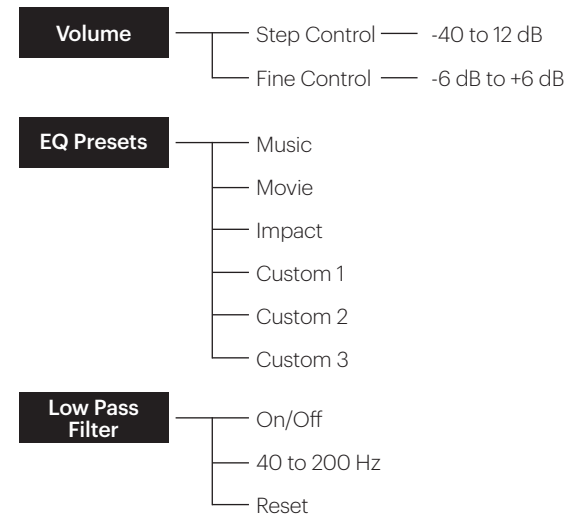 Volume
Step Control -40 to 12 dB
Fine Control -6 dB to +6 dB
EQ Presets
Music
Movie
Impact
Custom 1
Custom 2
Custom 3
Low Pass
Filter
On/Off
40 to 200 Hz
Reset